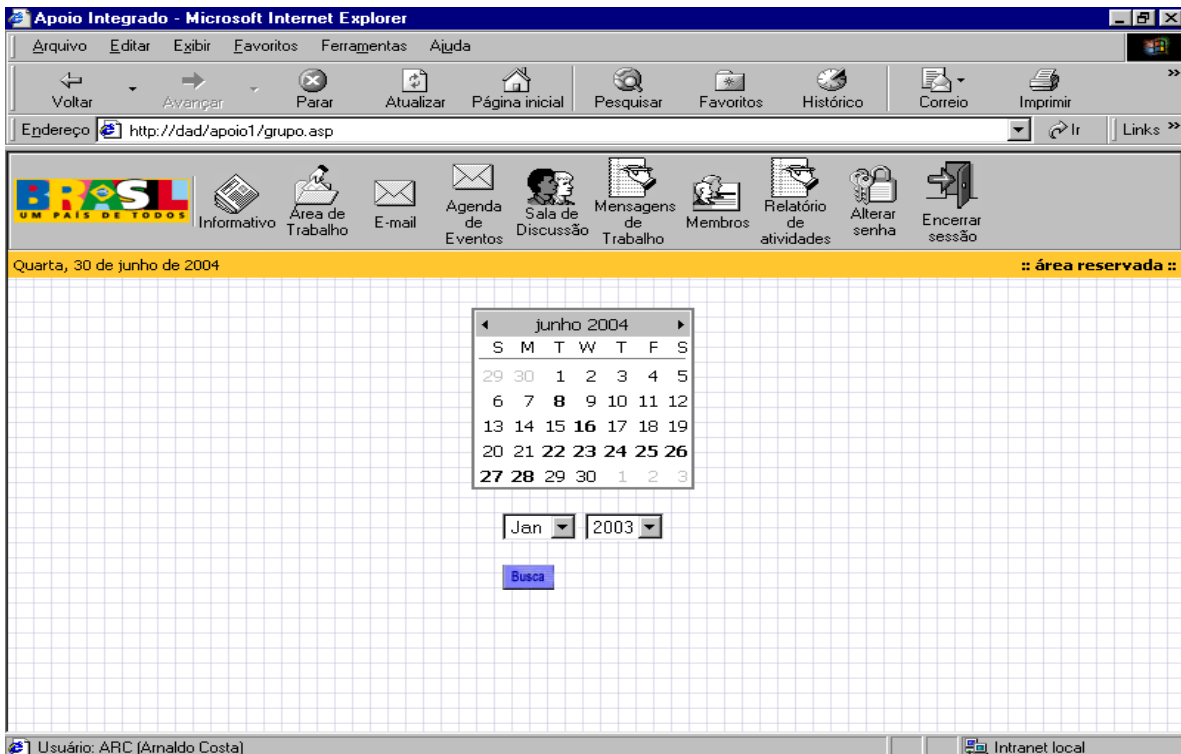 Apoio Integrado - Microsoft Internet Explorer
Arquivo Editar Exibir Favoritos Ferramentas Ajuda
Voltar Avançar Parar Atualizar Página inicial Pesquisar Favoritos Histórico Correio Imprimir »
Endereço http://dad/apoio1/grupo.asp Ir Links »
BRASIL
UM PAÍS DE TODOS
Informativo
Área de
Trabalho
E-mail
Agenda
de
Eventos
Sala de
Discussão
Mensagens
de
Trabalho
Membros
Relatório
de
atividades
Alterar
senha
Encerrar
sessão
Quarta, 30 de junho de 2004 :: área reservada ::
junho 2004
S M T W T F S
29 30 1 2 3 4 5
6 7 8 9 10 11 12
13 14 15 16 17 18 19
20 21 22 23 24 25 26
27 28 29 30 1 2 3
Jan 2003
Busca
Usuário: ARC (Arnaldo Costa) Intranet local